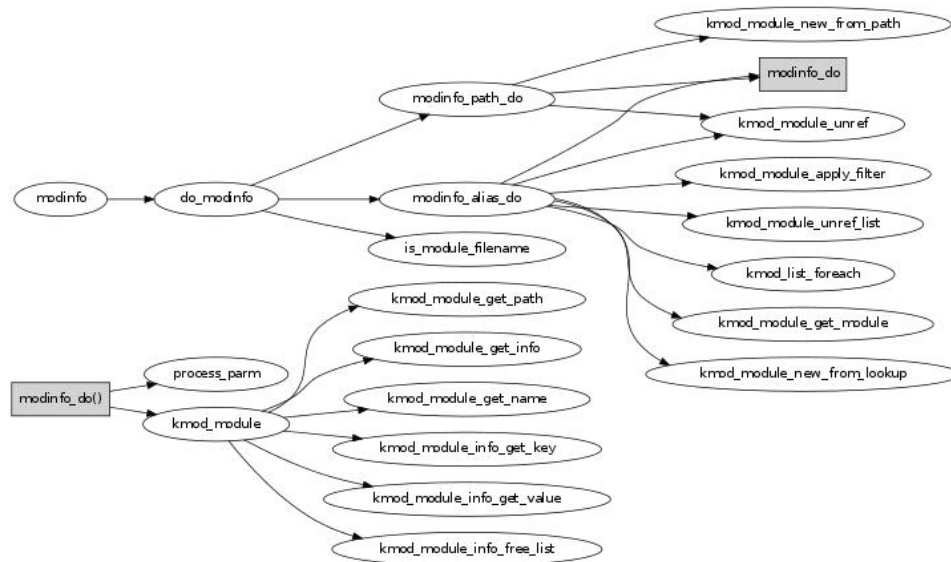 kmod_module_new_from_path
modinfo_do
modinfo_path_do
kmod_module_unref
kmod_module_apply_filter
modinfo
do_modinfo
modinfo_alias_do
kmod_module_unref_list
is_module_filename
kmod_list_foreach
kmod_module_get_path
kmod_module_get_module
kmod_module_get_info
process_parm
kmod_module_new_from_lookup
modinfo_do()
kmod_module_get_name
kmod_module
kmod_module_info_get_key
kmod_module_info_get_value
kmod_module_info_free_list